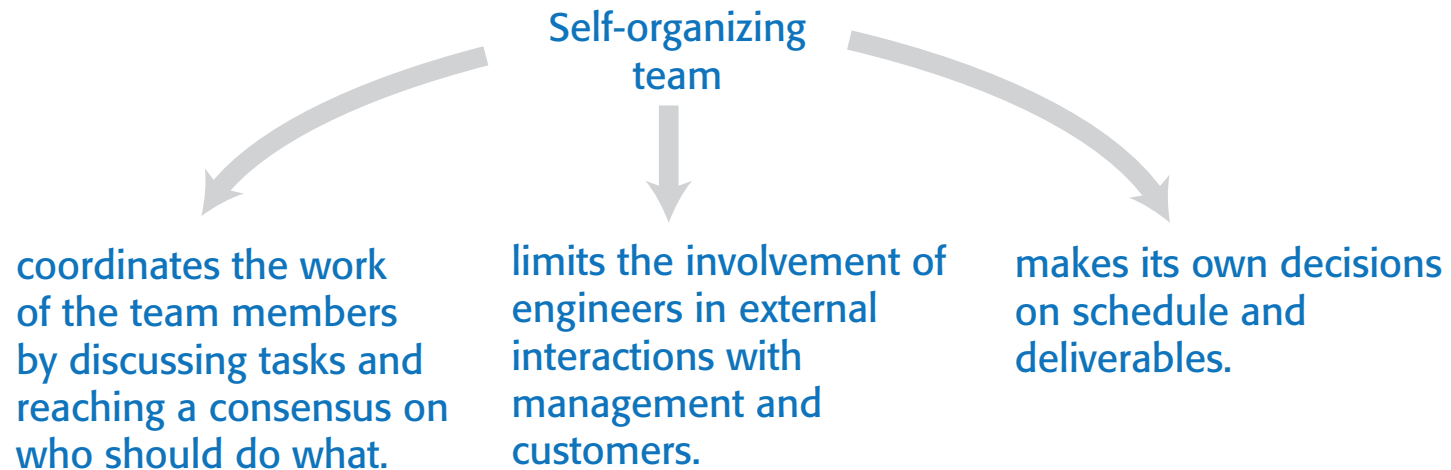 Self-organizing
team
coordinates the work
of the team members
by discussing tasks and
reaching a consensus on
who should do what.
limits the involvement of
engineers in external
interactions with
management and
customers.
makes its own decisions
on schedule and
deliverables.